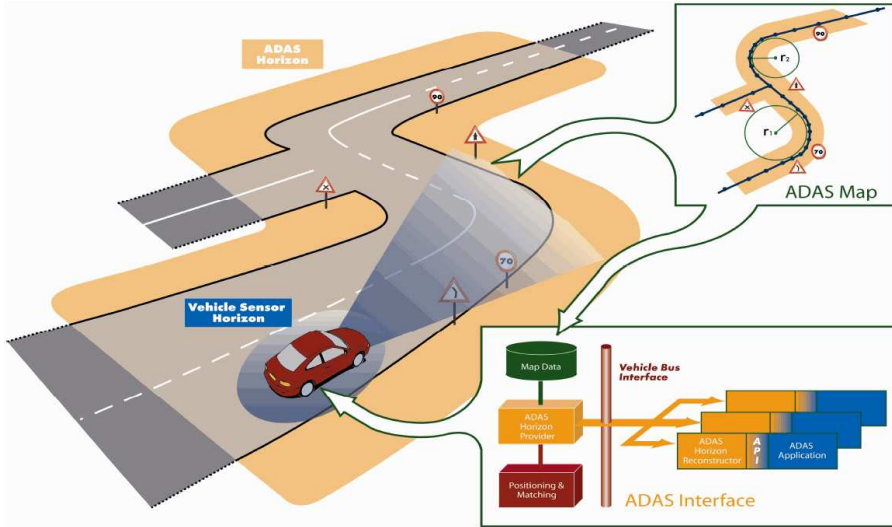 ADAS
Horizon
90
70
Vehicle Sensor
Horizon
90
r2
r1
70
ADAS Map
Map Data
Vehicle Bus
Interface
ADAS
Horizon
Provider
ADAS
Horizon
Reconstructor
API
ADAS
Application
Positioning &
Matching
ADAS Interface